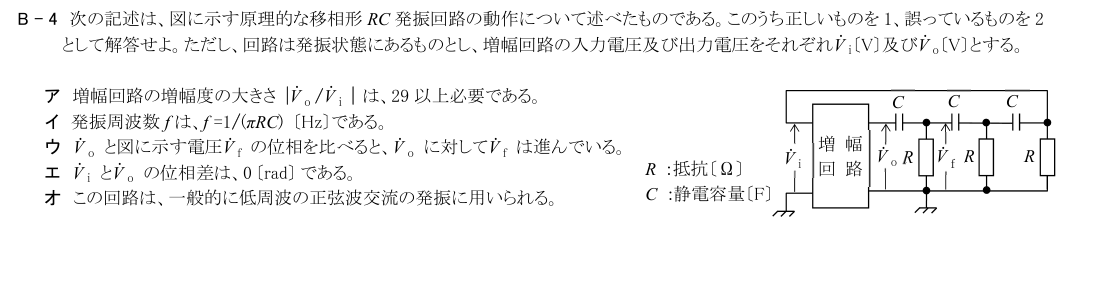 B－4 次の記述は、図に示す原理的な移相形 RC 発振回路の動作について述べたものである。このうち正しいものを 1、誤っているものを 2
として解答せよ。ただし、回路は発振状態にあるものとし、増幅回路の入力電圧及び出力電圧をそれぞれV̇i〔V〕及びV̇o〔V〕とする。
ア 増幅回路の増幅度の大きさ |V̇o/V̇i| は、29 以上必要である。
イ 発振周波数 f は、f=1/(πRC)〔Hz〕である。
ウ V̇o と図に示す電圧V̇f の位相を比べると、V̇o に対してV̇f は進んでいる。
エ V̇i とV̇o の位相差は、0〔rad〕である。
オ この回路は、一般的に低周波の正弦波交流の発振に用いられる。
R :抵抗〔Ω〕
C :静電容量〔F〕
C C C
V̇i 増幅 V̇o R V̇f R R
回路